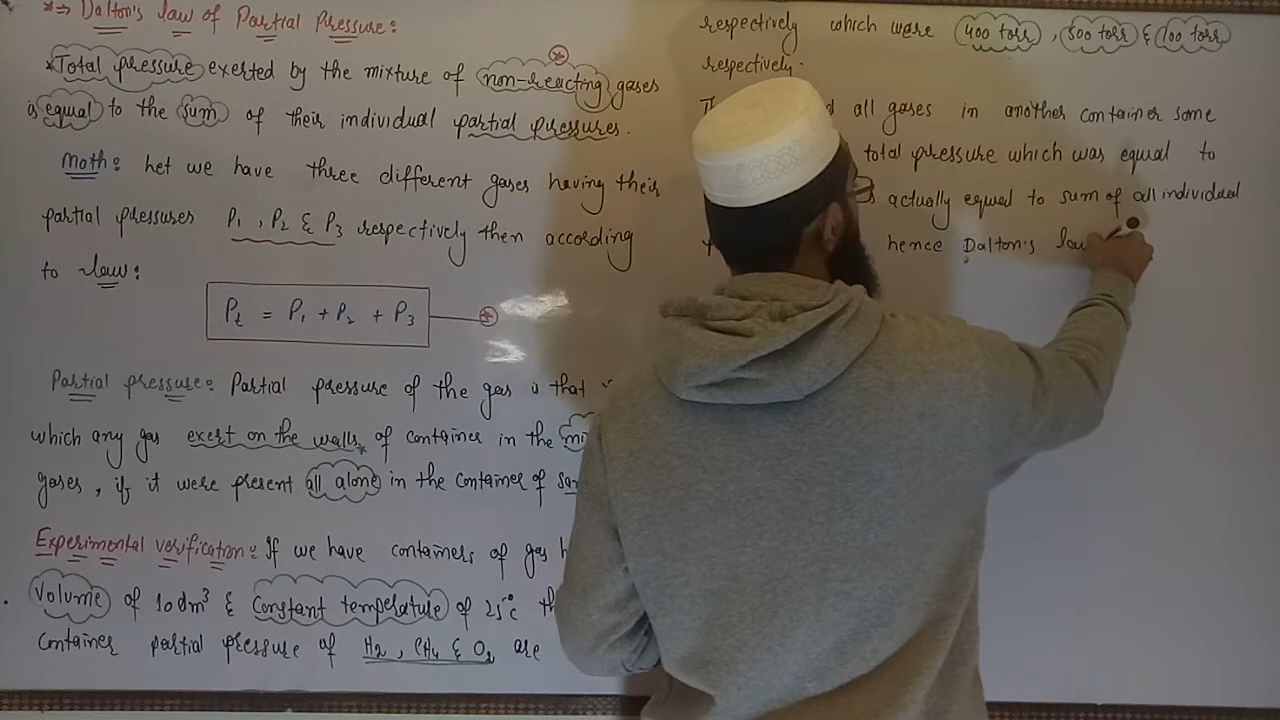 *⇒ Dalton's law of Partial Pressure:
*Total pressure exerted by the mixture of non-reacting gases
is equal to the sum of their individual partial pressures.
Math: Let we have three different gases having their
partial pressures P₁, P₂ & P₃ respectively then according
to law:
Pₜ = P₁ + P₂ + P₃
Partial pressure: Partial pressure of the gas is that
which any gas exert on the walls of container in the
gases, if it were present all alone in the container of
Experimental verification: If we have containers of gas
Volume of 10dm³ & Constant temperature of 25°C
container partial pressure of H₂, CH₄ & O₂ are
respectively which were 400 torr, 500 torr & 100 torr
respectively.
all gases in another container some
total pressure which was equal to
actually equal to sum of all individual
hence Dalton's law